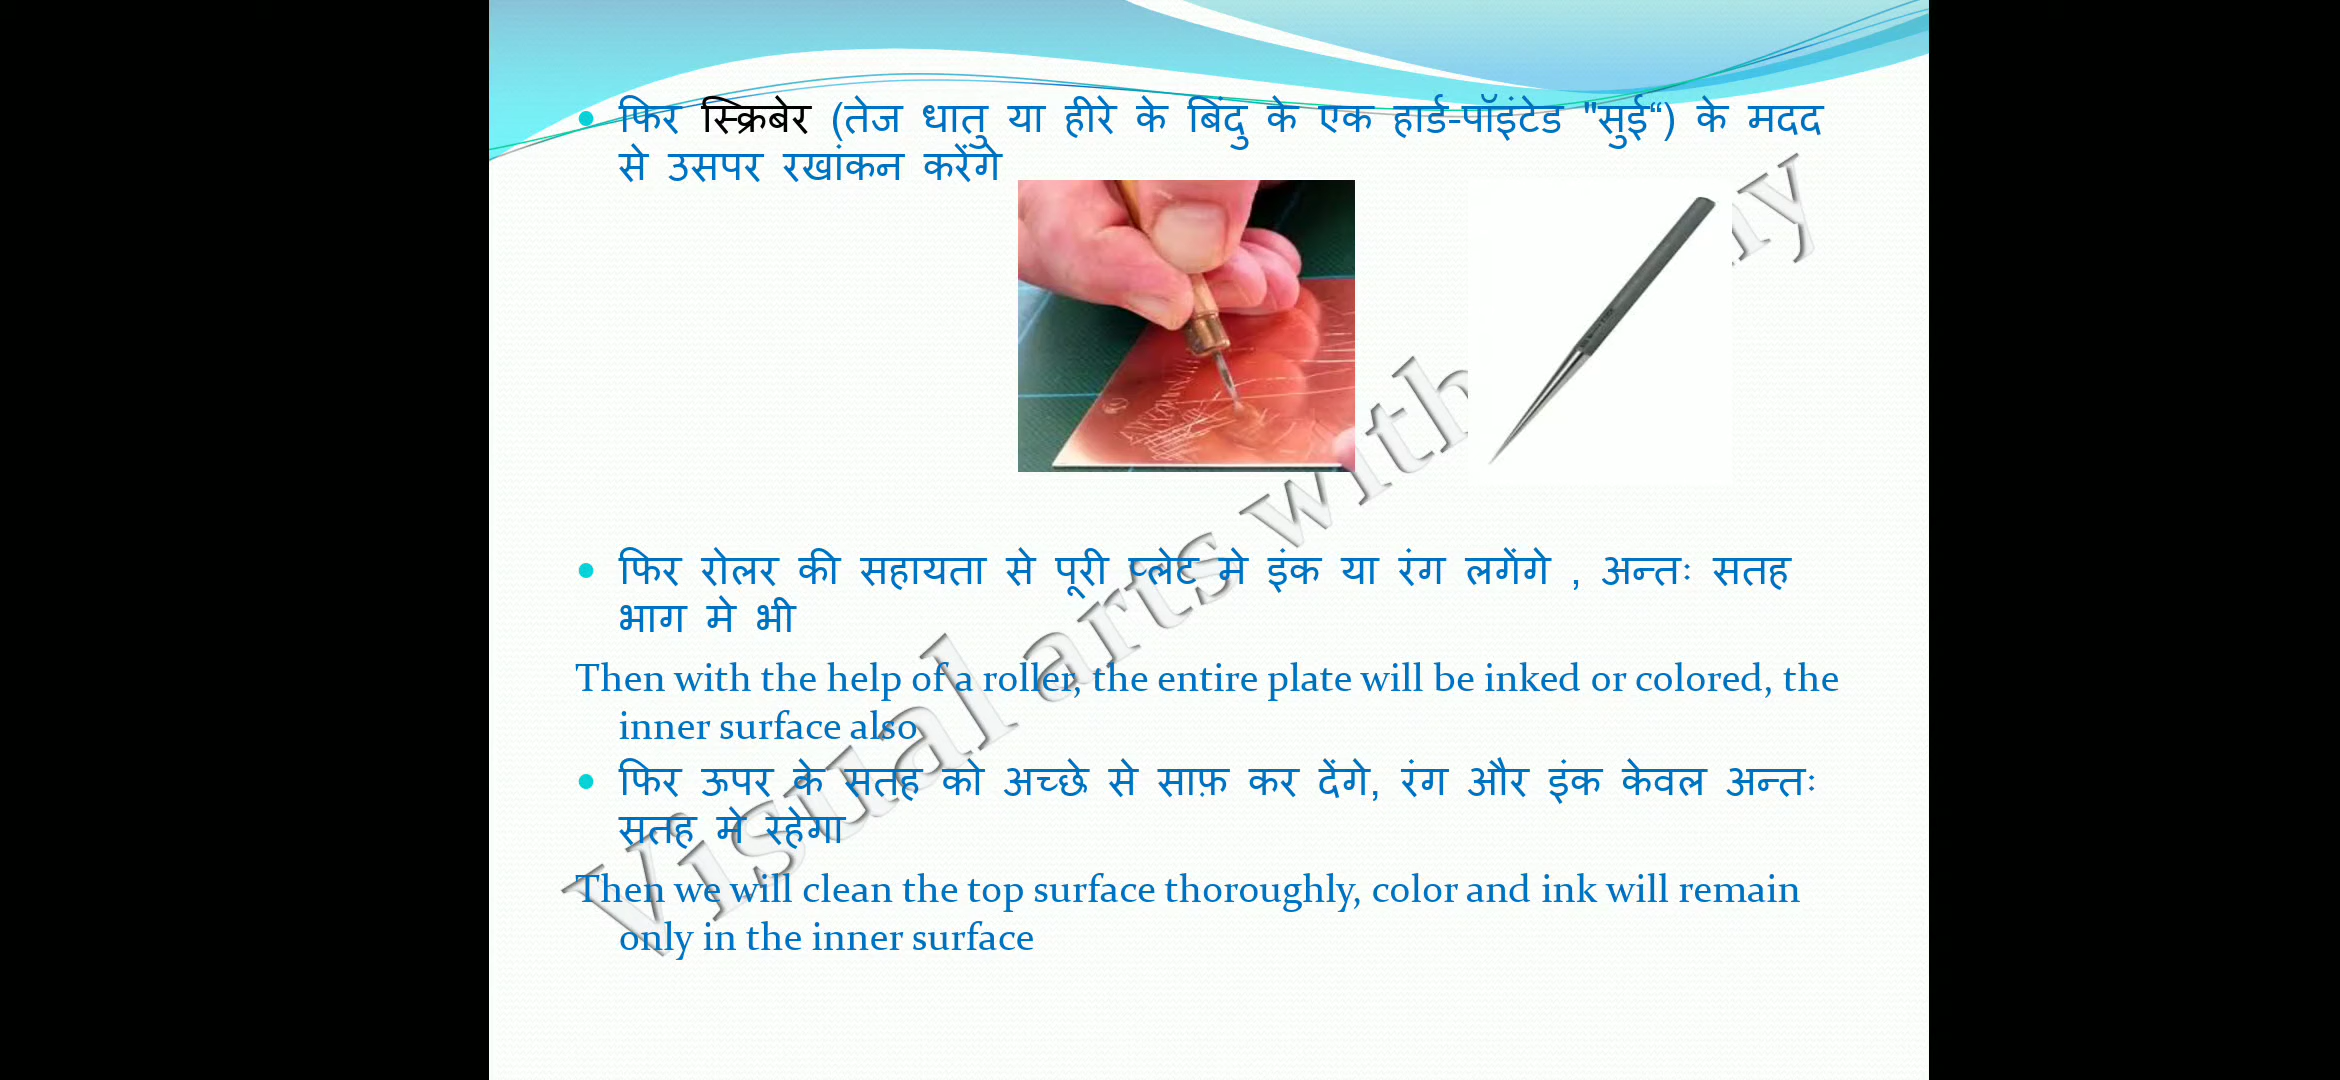 फिर स्क्रिबेर (तेज धातु या हीरे के बिंदु के एक हार्ड-पॉइंटेड "सुई“) के मदद
से उसपर रखांकन करेंगे
फिर रोलर की सहायता से पूरी प्लेट मे इंक या रंग लगेंगे , अन्तः सतह
भाग मे भी
Then with the help of a roller, the entire plate will be inked or colored, the
inner surface also
फिर ऊपर के सतह को अच्छे से साफ़ कर देंगे, रंग और इंक केवल अन्तः
सतह मे रहेगा
Then we will clean the top surface thoroughly, color and ink will remain
only in the inner surface
Visual arts with